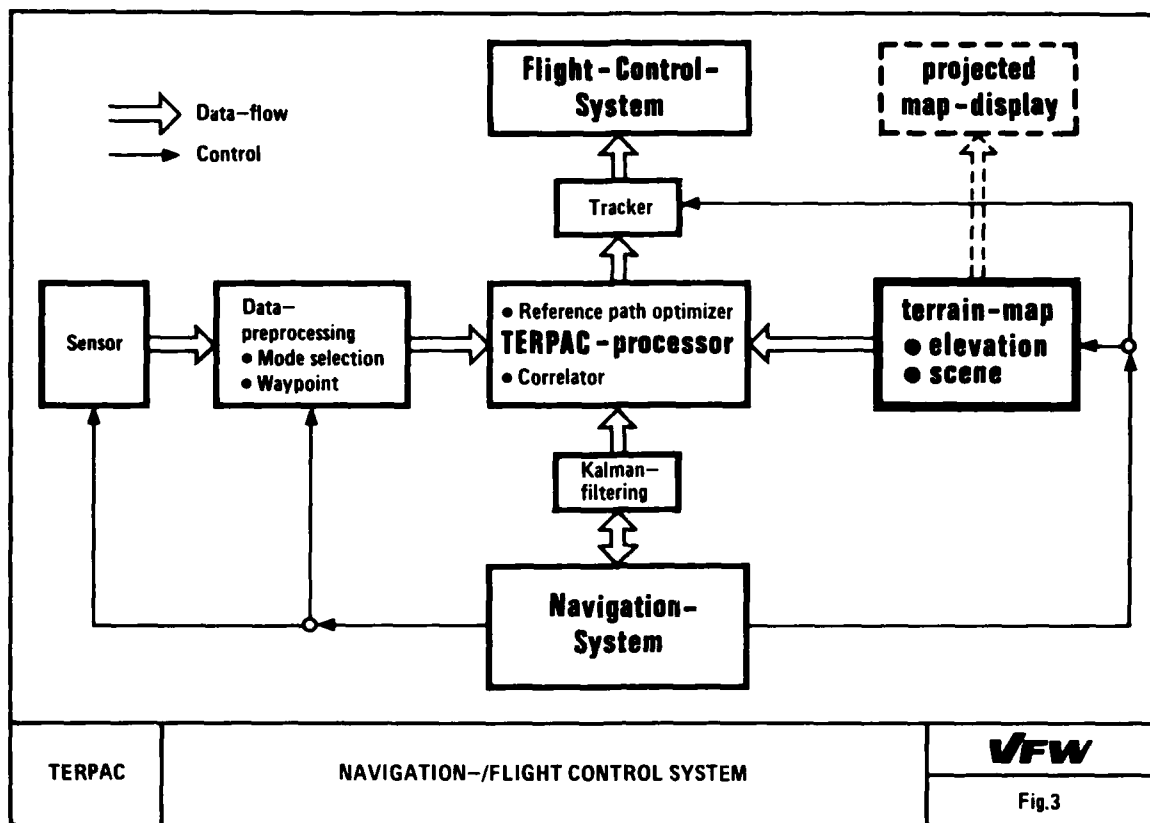 Flight-Control-
System
projected
map-display
Data-flow
Control
Tracker
Sensor
Data-
preprocessing
● Mode selection
● Waypoint
● Reference path optimizer
TERPAC-processor
● Correlator
terrain-map
● elevation
● scene
Kalman-
filtering
Navigation-
System
TERPAC
NAVIGATION-/FLIGHT CONTROL SYSTEM
VFW
Fig.3